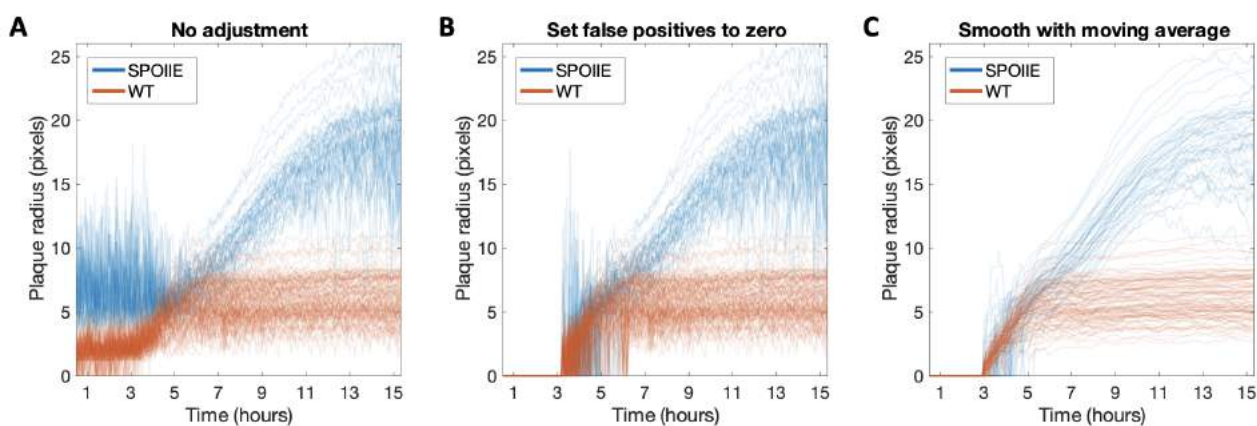 A
No adjustment
25
20
15
10
5
0
Plaque radius (pixels)
SPOIIE
WT
1 3 5 7 9 11 13 15
Time (hours)
B
Set false positives to zero
25
20
15
10
5
0
Plaque radius (pixels)
SPOIIE
WT
1 3 5 7 9 11 13 15
Time (hours)
C
Smooth with moving average
25
20
15
10
5
0
Plaque radius (pixels)
SPOIIE
WT
1 3 5 7 9 11 13 15
Time (hours)